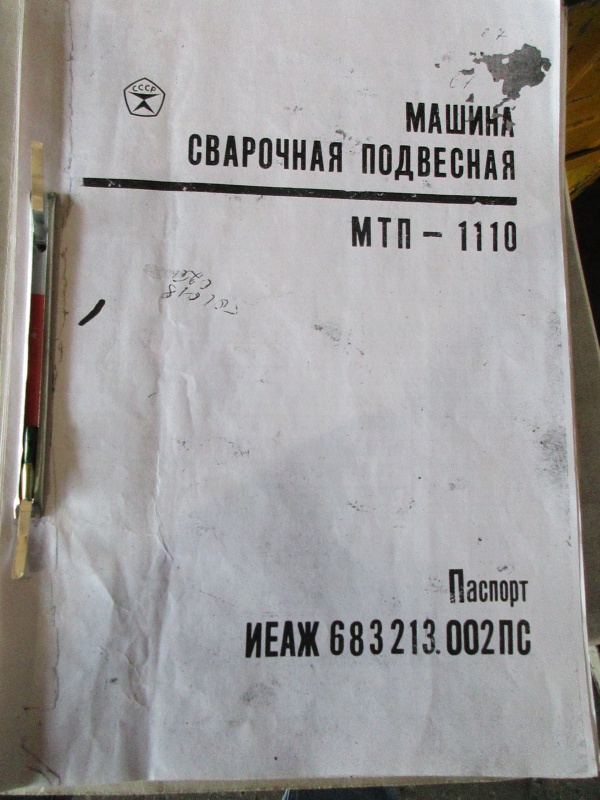 СССР
МАШИНА
СВАРОЧНАЯ ПОДВЕСНАЯ
МТП – 1110
Паспорт
ИЕАЖ 683213.002ПС